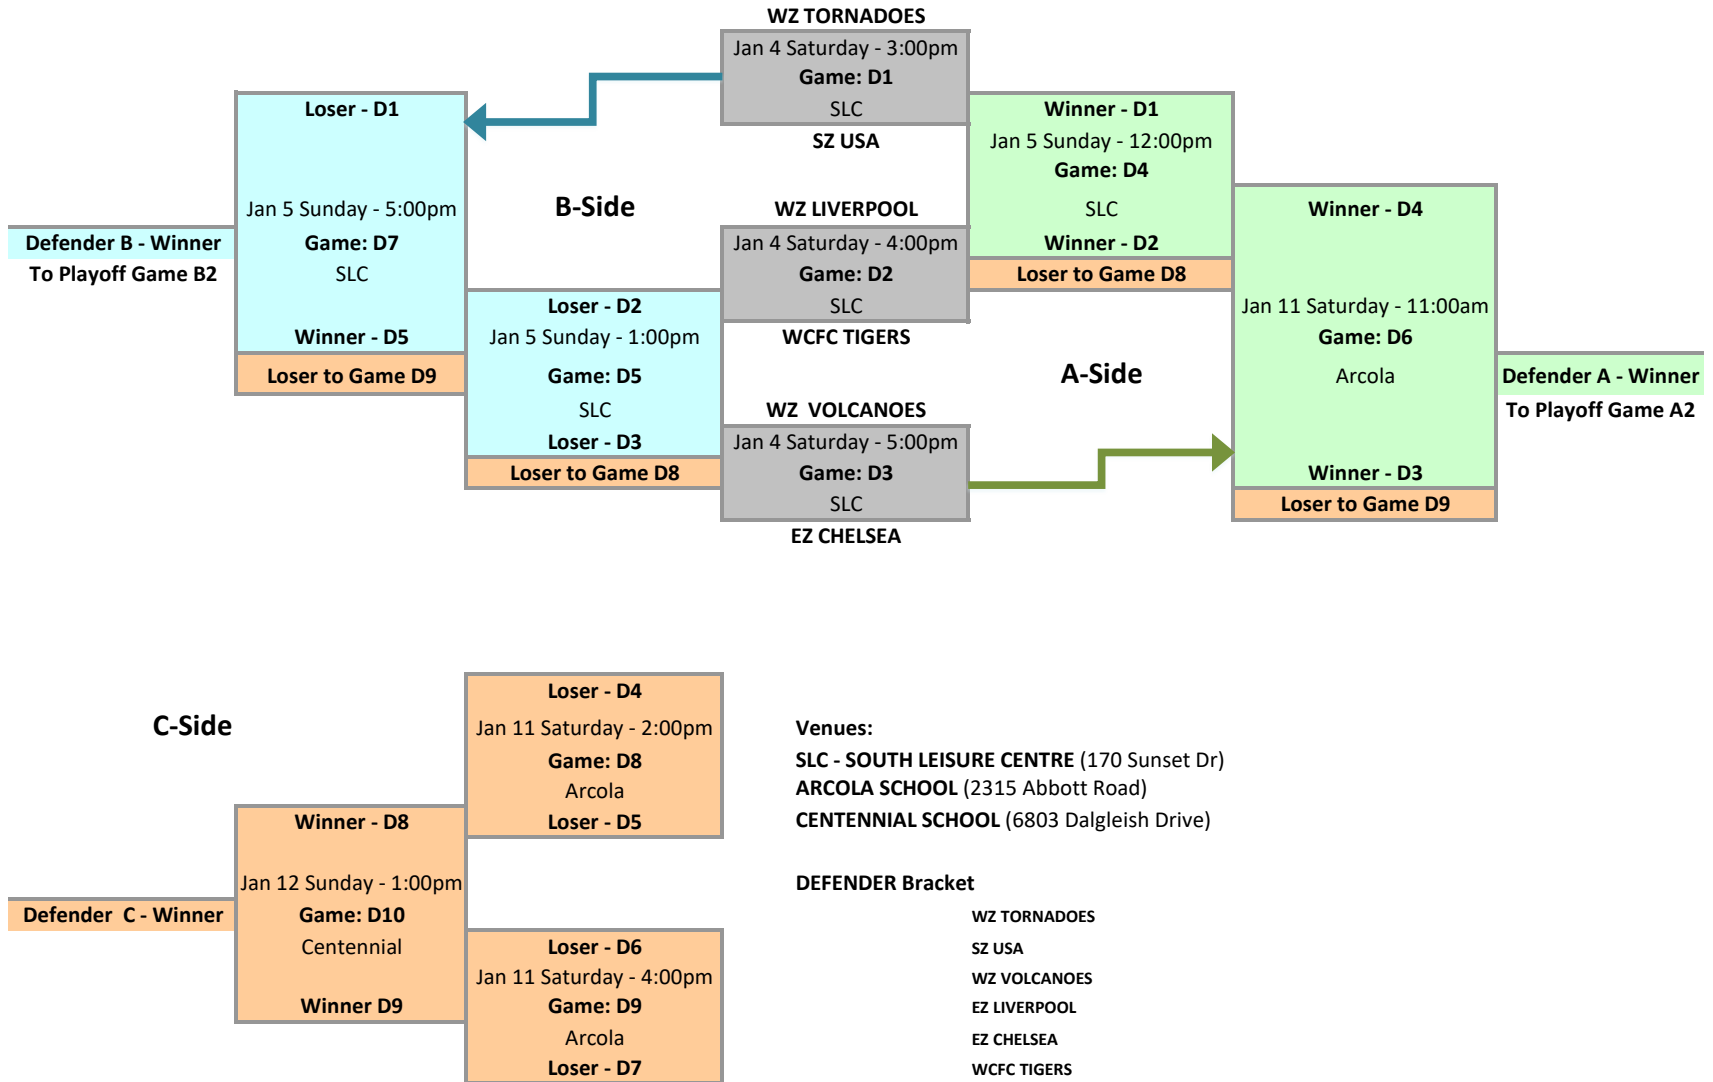 WZ TORNADOES
Jan 4 Saturday - 3:00pm
Game: D1
SLC
SZ USA
Loser - D1
Jan 5 Sunday - 5:00pm
Game: D7
SLC
Winner - D5
Loser to Game D9
Defender B - Winner
To Playoff Game B2
B-Side
WZ LIVERPOOL
Jan 4 Saturday - 4:00pm
Game: D2
SLC
WCFC TIGERS
Loser - D2
Jan 5 Sunday - 1:00pm
Game: D5
SLC
Loser - D3
Loser to Game D8
WZ  VOLCANOES
Jan 4 Saturday - 5:00pm
Game: D3
SLC
EZ CHELSEA
Winner - D1
Jan 5 Sunday - 12:00pm
Game: D4
SLC
Winner - D2
Loser to Game D8
A-Side
Winner - D4
Jan 11 Saturday - 11:00am
Game: D6
Arcola
Winner - D3
Loser to Game D9
Defender A - Winner
To Playoff Game A2
C-Side
Loser - D4
Jan 11 Saturday - 2:00pm
Game: D8
Arcola
Loser - D5
Winner - D8
Jan 12 Sunday - 1:00pm
Game: D10
Centennial
Winner D9
Defender  C - Winner
Loser - D6
Jan 11 Saturday - 4:00pm
Game: D9
Arcola
Loser - D7
Venues:
SLC - SOUTH LEISURE CENTRE (170 Sunset Dr)
ARCOLA SCHOOL (2315 Abbott Road)
CENTENNIAL SCHOOL (6803 Dalgleish Drive)
DEFENDER Bracket
WZ TORNADOES
SZ USA
WZ VOLCANOES
EZ LIVERPOOL
EZ CHELSEA
WCFC TIGERS